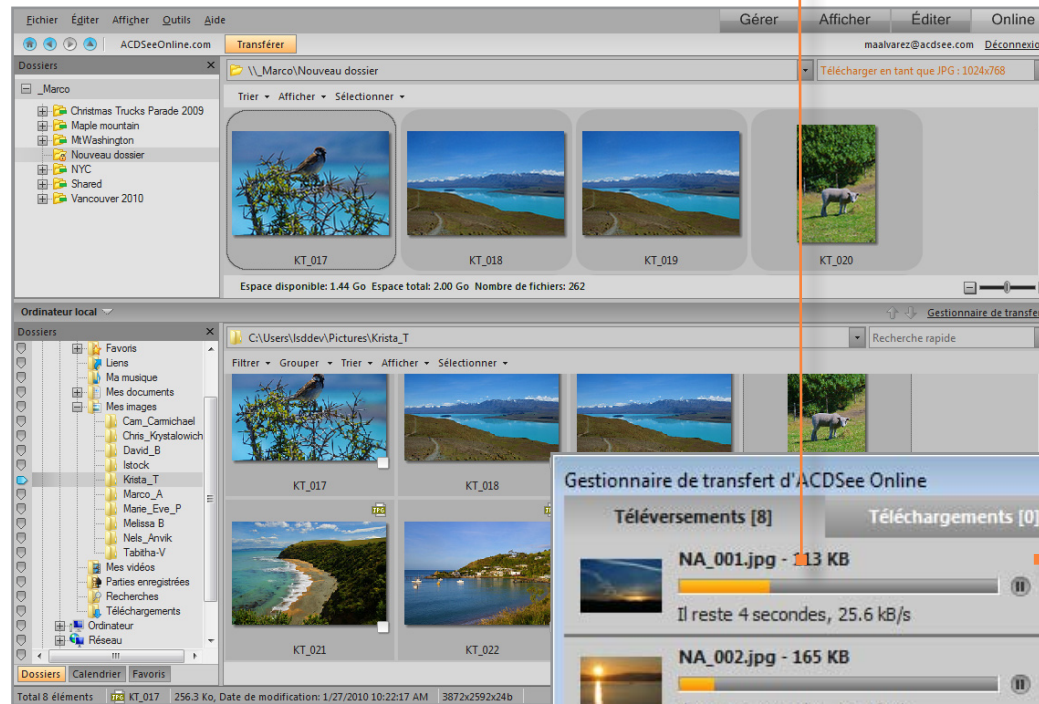 Fichier Éditer Afficher Outils Aide
Gérer Afficher Éditer Online
ACDSeeOnline.com Transférer
maalvarez@acdsee.com Déconnexio
Dossiers
_Marco
Christmas Trucks Parade 2009
Maple mountain
MtWashington
Nouveau dossier
NYC
Shared
Vancouver 2010
\\_Marco\Nouveau dossier
Télécharger en tant que JPG : 1024x768
Trier Afficher Sélectionner
KT_017 KT_018 KT_019 KT_020
Espace disponible: 1.44 Go Espace total: 2.00 Go Nombre de fichiers: 262
Ordinateur local
Gestionnaire de transfe
Dossiers
Favoris
Liens
Ma musique
Mes documents
Mes images
Cam_Carmichael
Chris_Krystalowich
David_B
Istock
Krista_T
Marco_A
Marie_Eve_P
Melissa B
Nels_Anvik
Tabitha-V
Mes vidéos
Parties enregistrées
Recherches
Téléchargements
Ordinateur
Réseau
Dossiers Calendrier Favoris
C:\Users\lsddev\Pictures\Krista_T
Recherche rapide
Filtrer Grouper Trier Afficher Sélectionner
KT_017 KT_018
JPG
KT_021 KT_022
Gestionnaire de transfert d'ACDSee Online
Téléversements [8] Téléchargements [0]
NA_001.jpg - 113 KB
Il reste 4 secondes, 25.6 kB/s
NA_002.jpg - 165 KB
Total 8 éléments JPG KT_017 256.3 Ko, Date de modification: 1/27/2010 10:22:17 AM 3872x2592x24b